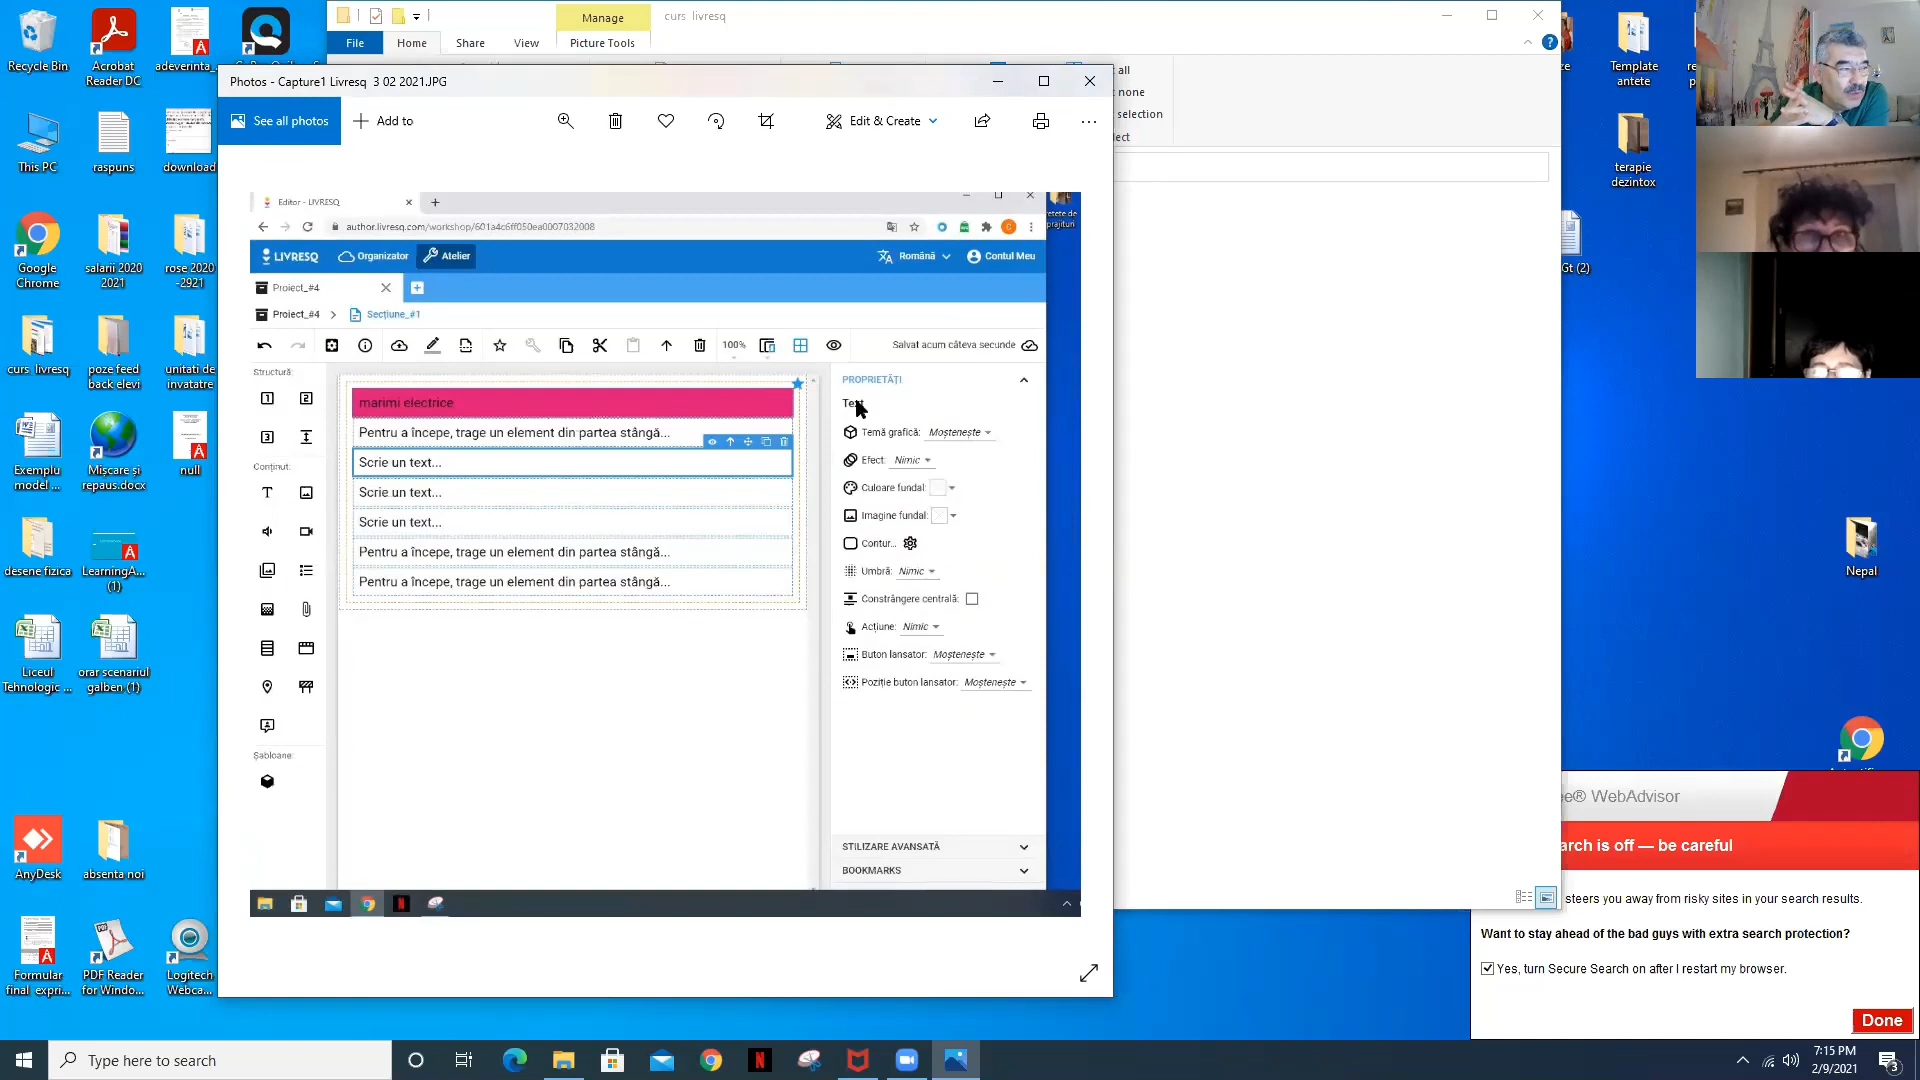 Recycle Bin
Acrobat
Reader DC
adeverinta_...
Manage
curs livresq
File
Home
Share
View
Picture Tools
Template
antete
Photos - Capture1 Livresq 3 02 2021.JPG
See all photos
Add to
Edit & Create
This PC
raspuns
download
terapie
dezintox
Editor - LIVRESQ
author.livresq.com/workshop/601a4c6ff050ea0007032008
LIVRESQ
Organizator
Atelier
Română
Contul Meu
Proiect_#4
Proiect_#4
Secțiune_#1
100%
Salvat acum câteva secunde
Google
Chrome
salarii 2020
2021
rose 2020
-2921
Gt (2)
Structură:
Conținut:
Șabloane:
marimi electrice
Pentru a începe, trage un element din partea stângă...
Scrie un text...
Scrie un text...
Scrie un text...
Pentru a începe, trage un element din partea stângă...
Pentru a începe, trage un element din partea stângă...
PROPRIETĂȚI
Text
Temă grafică: Moștenește
Efect: Nimic
Culoare fundal:
Imagine fundal:
Contur...
Umbră: Nimic
Constrângere centrală:
Acțiune: Nimic
Buton lansator: Moștenește
Poziție buton lansator: Moștenește
STILIZARE AVANSATĂ
BOOKMARKS
curs livresq
poze feed
back elevi
unitati de
invatatre
Exemplu
model ...
Mișcare și
repaus.docx
null
desene fizica
LearningA...
(1)
Nepal
Liceul
Tehnologic ...
orar scenariul
galben (1)
AnyDesk
absenta noi
Formular
final_expri...
PDF Reader
for Windo...
Logitech
Webca...
e® WebAdvisor
arch is off — be careful
steers you away from risky sites in your search results.
Want to stay ahead of the bad guys with extra search protection?
Yes, turn Secure Search on after I restart my browser.
Done
Type here to search
7:15 PM
2/9/2021
3